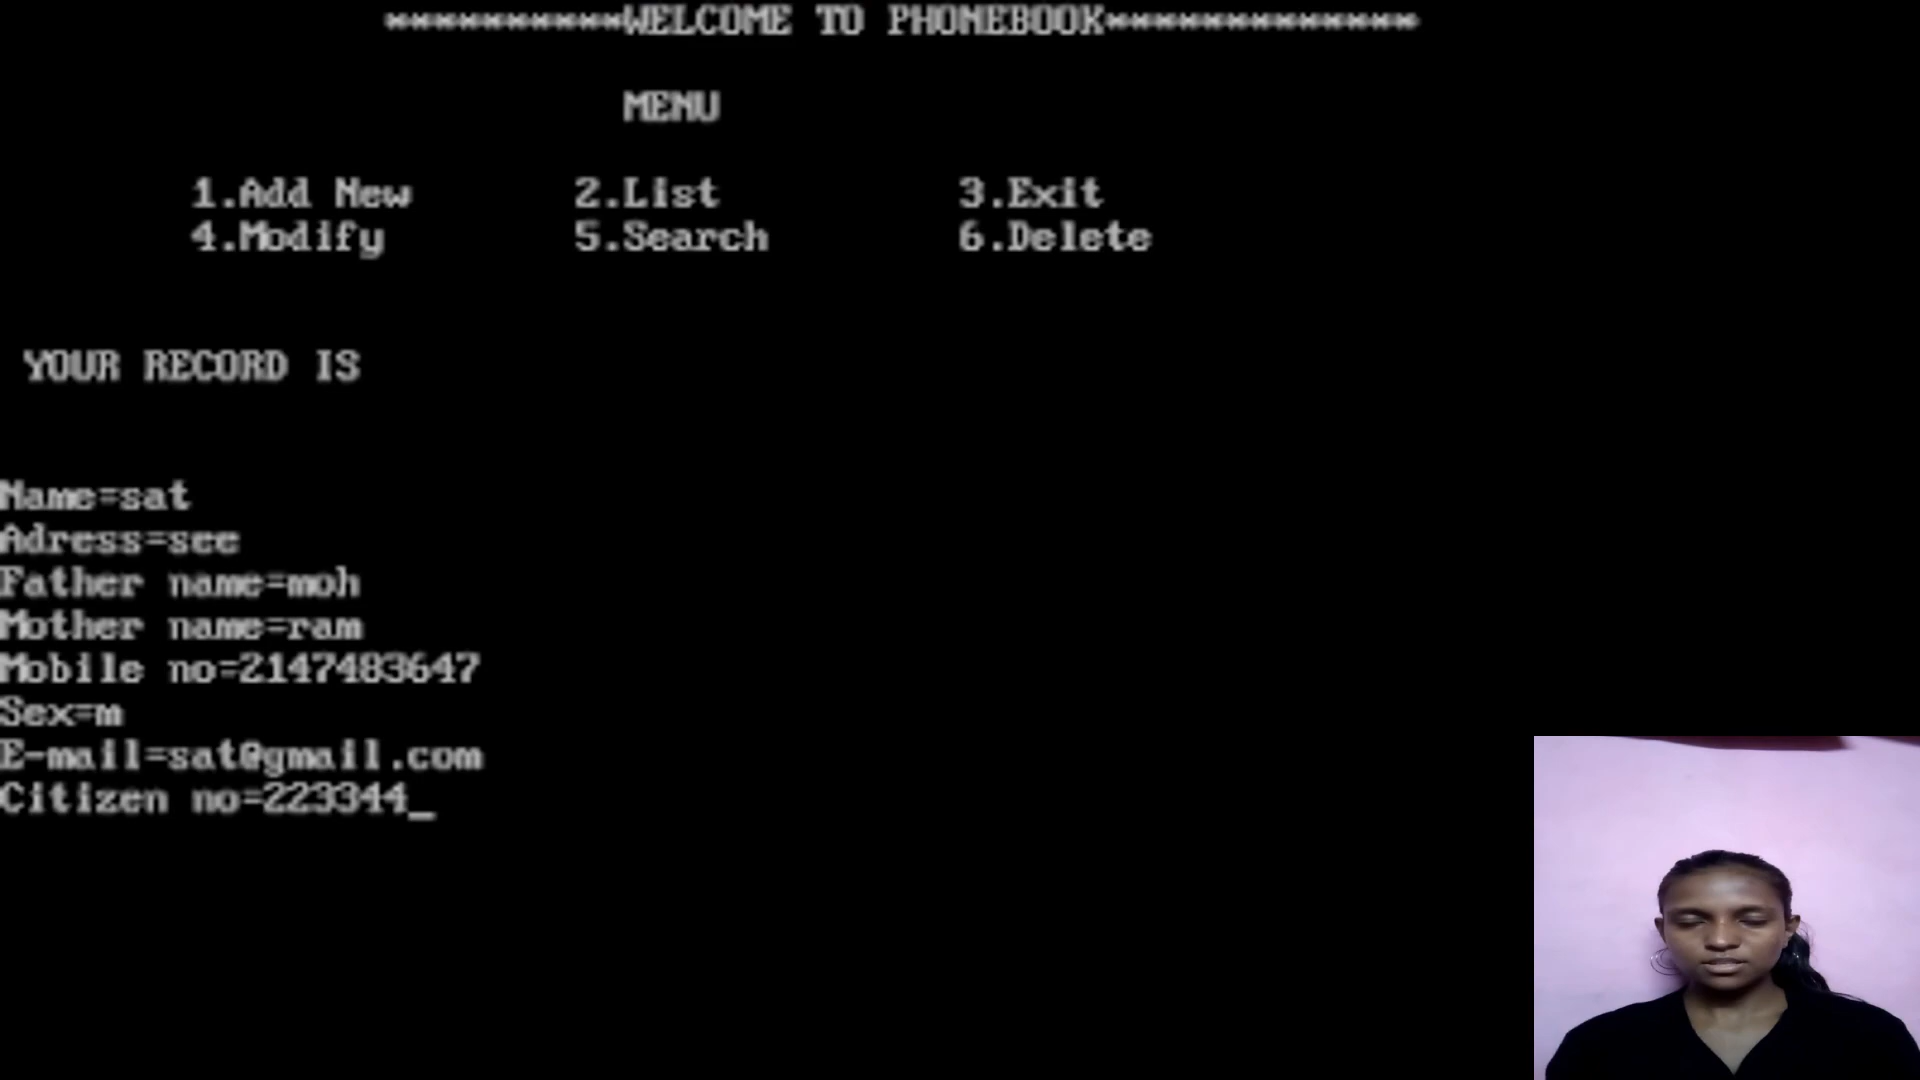 **********WELCOME TO PHONEBOOK*************
MENU
1.Add New 2.List 3.Exit
4.Modify 5.Search 6.Delete
YOUR RECORD IS
Name=sat
Adress=see
Father name=moh
Mother name=ram
Mobile no=2147483647
Sex=m
E-mail=sat@gmail.com
Citizen no=223344_